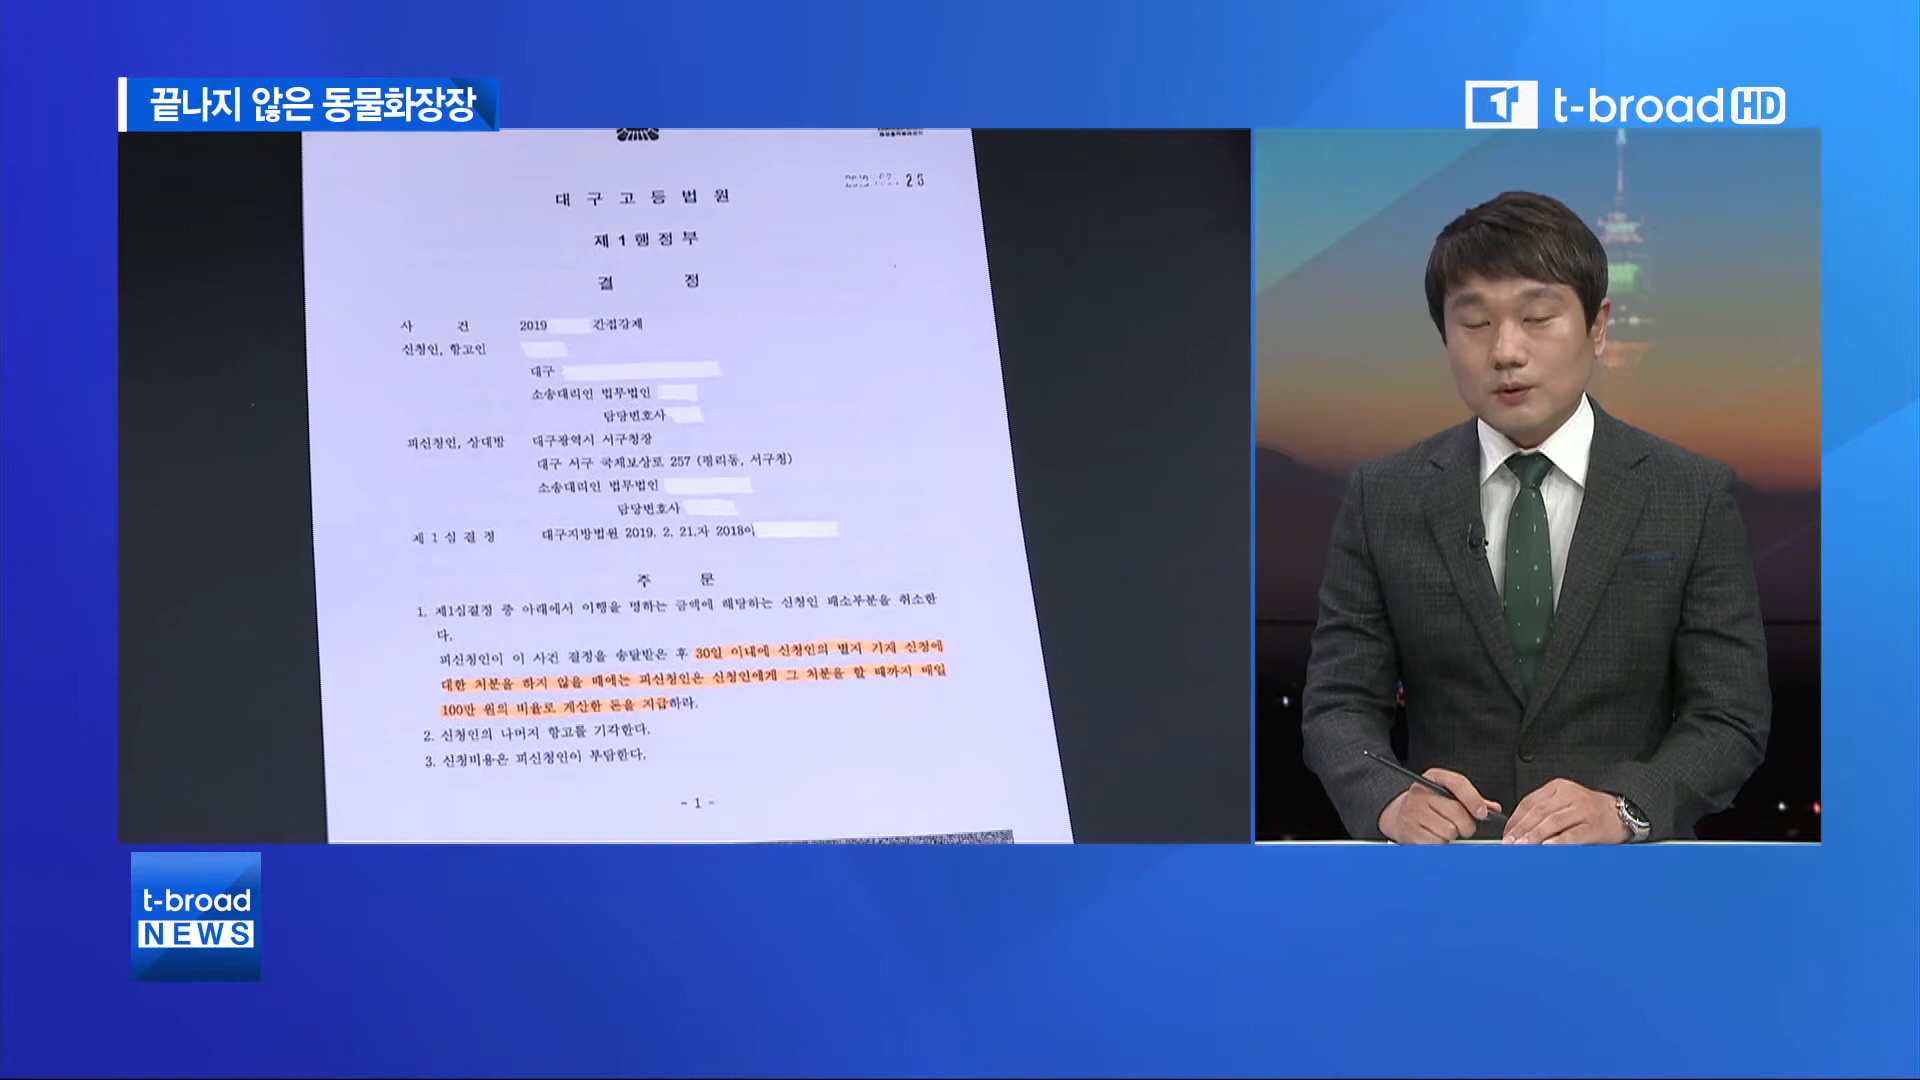 끝나지 않은 동물화장장
t-broad HD
대구고등법원
제1행정부
결 정
사 건 2019 간접강제
신청인, 항고인
대구
소송대리인 법무법인
담당변호사
피신청인, 상대방 대구광역시 서구청장
대구 서구 국채보상로 257 (평리동, 서구청)
소송대리인 법무법인
담당변호사
제1심결정 대구지방법원 2019. 2. 21.자 2018아
주 문
1. 제1심결정 중 아래에서 이행을 명하는 금액에 해당하는 신청인 패소부분을 취소한
다.
피신청인이 이 사건 결정을 송달받은 후 30일 이내에 신청인의 별지 기재 신청에
대한 처분을 하지 않을 때에는 피신청인은 신청인에게 그 처분을 할 때까지 매일
100만 원의 비율로 계산한 돈을 지급하라.
2. 신청인의 나머지 항고를 기각한다.
3. 신청비용은 피신청인이 부담한다.
- 1 -
t-broad
NEWS